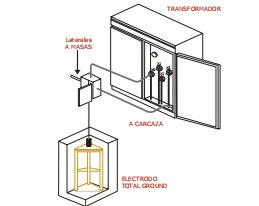 TRANSFORMADOR
Laterales
A MASAS
A CARCAZA
ELECTRODO
TOTAL GROUND